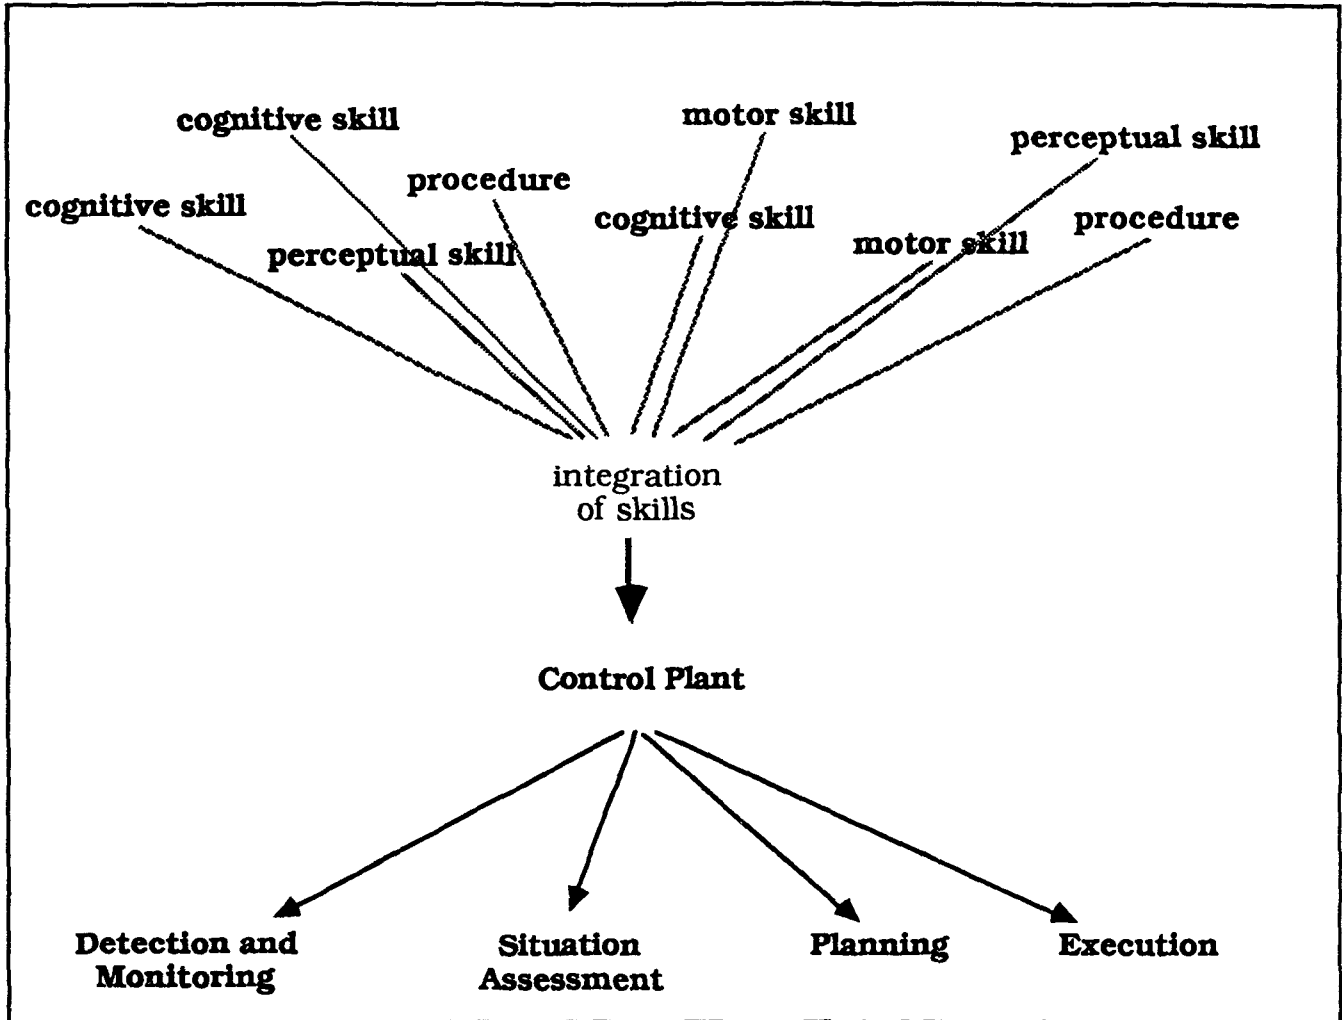 cognitive skill
motor skill
perceptual skill
procedure
cognitive skill
cognitive skill
procedure
perceptual skill
motor skill
integration
of skills
Control Plant
Detection and
Monitoring
Situation
Assessment
Planning
Execution